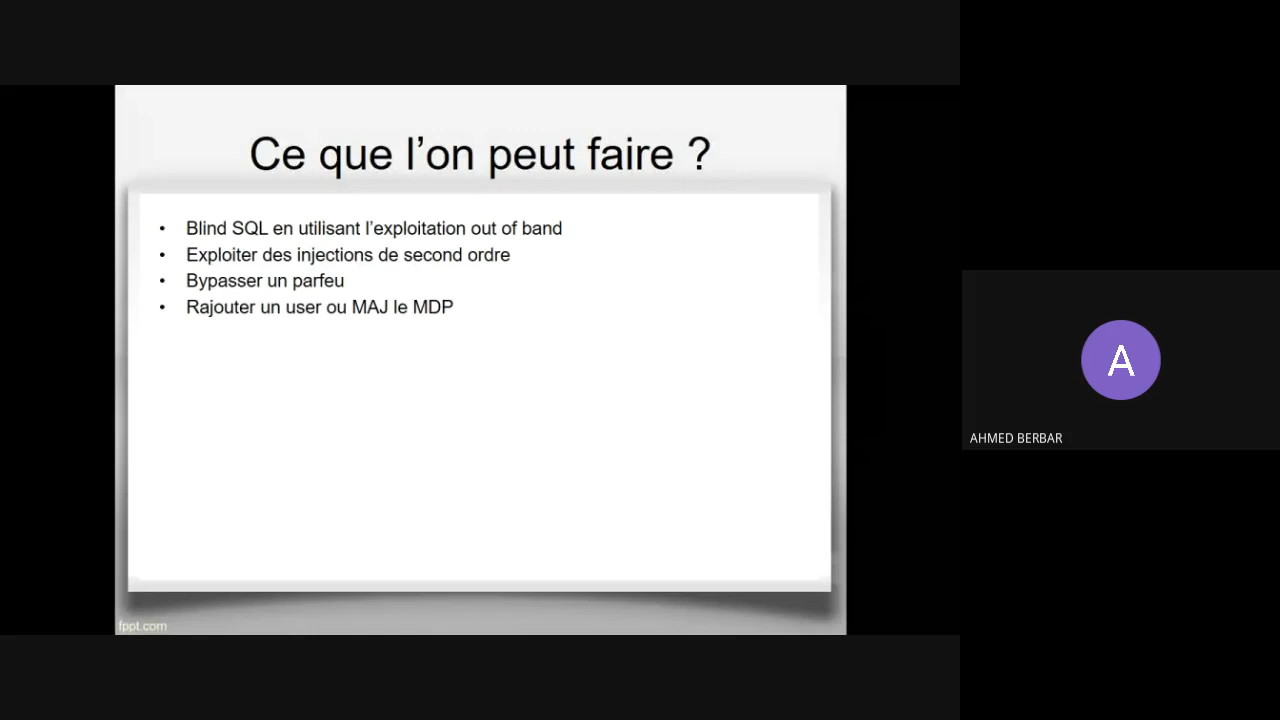 Ce que l’on peut faire ?
• Blind SQL en utilisant l’exploitation out of band
• Exploiter des injections de second ordre
• Bypasser un parfeu
• Rajouter un user ou MAJ le MDP
fppt.com
A
AHMED BERBAR